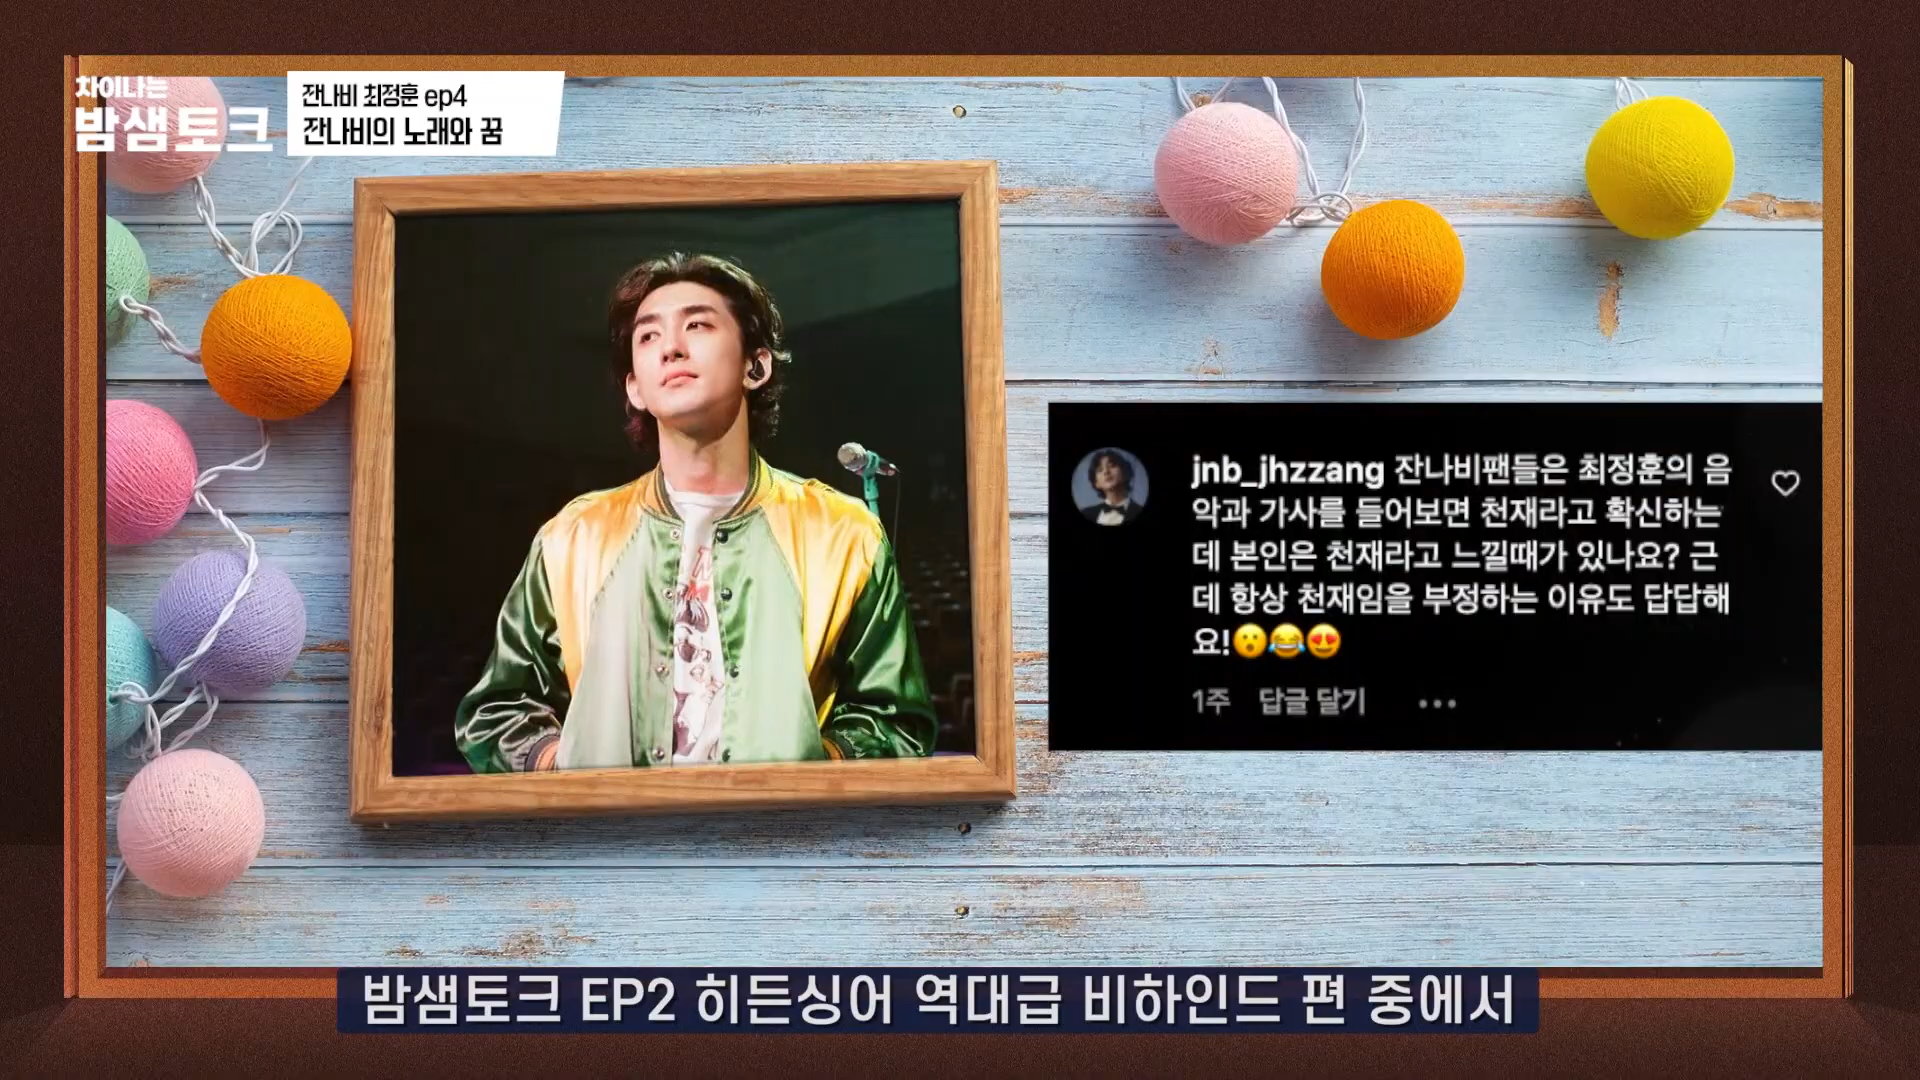 차이나는
밤샘토크
잔나비 최정훈 ep4
잔나비의 노래와 꿈
jnb_jhzzang 잔나비팬들은 최정훈의 음
악과 가사를 들어보면 천재라고 확신하는
데 본인은 천재라고 느낄때가 있나요? 근
데 항상 천재임을 부정하는 이유도 답답해
요!😮😂😍
1주 답글 달기 •••
밤샘토크 EP2 히든싱어 역대급 비하인드 편 중에서